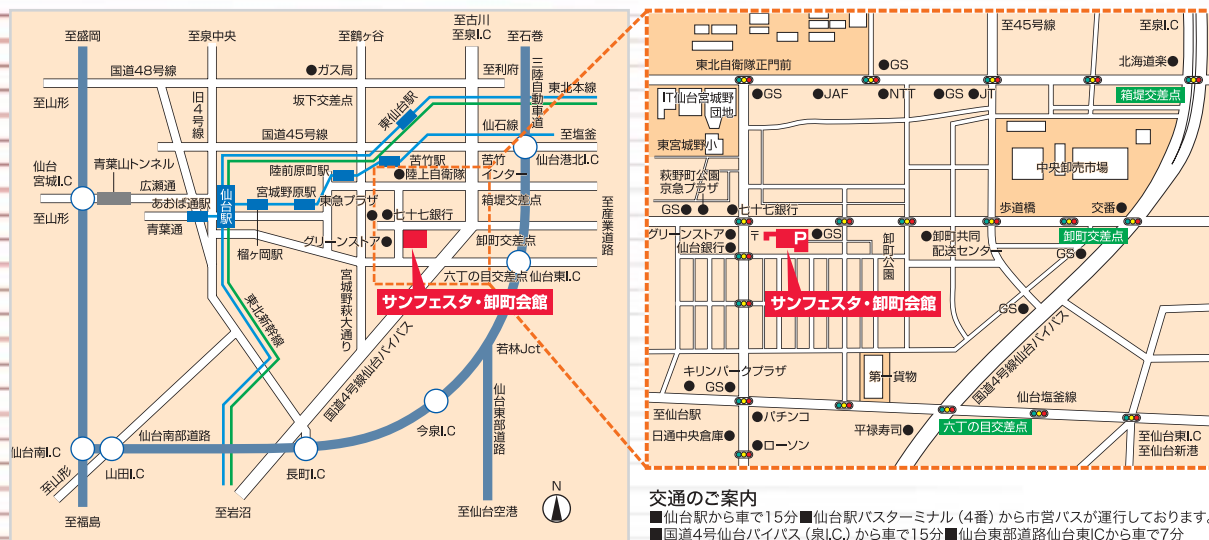 至盛岡
至泉中央
至鶴ヶ谷
至古川
至泉I.C
至石巻
国道48号線
ガス局
至利府
三陸自動車道
東北本線
至山形
旧4号線
坂下交差点
東仙台駅
仙石線
国道45号線
至塩釜
仙台宮城I.C
青葉山トンネル
苦竹駅
苦竹インター
仙台港北I.C
陸前原町駅
陸上自衛隊
広瀬通
仙台駅
宮城野原駅
東急プラザ
箱堤交差点
あおば通駅
至山形
七十七銀行
至産業道路
青葉通
グリーンストア
卸町交差点
榴ヶ岡駅
六丁の目交差点
仙台東I.C
宮城野萩大通り
サンフェスタ・卸町会館
東北新幹線
国道4号線仙台バイパス
若林Jct
仙台東部道路
今泉I.C
仙台南部道路
仙台南I.C
山田I.C
長町I.C
至山形
至福島
至岩沼
至仙台空港
N
至45号線
至泉I.C
東北自衛隊正門前
GS
北海道楽
GS
JAF
NTT
GS
JT
箱堤交差点
IT仙台宮城野団地
東宮城野小
中央卸売市場
萩野町公園
京急プラザ
GS
七十七銀行
歩道橋
交番
グリーンストア
〒
P
GS
卸町公園
卸町共同配送センター
卸町交差点
仙台銀行
GS
サンフェスタ・卸町会館
GS
国道4号線仙台バイパス
キリンパークプラザ
GS
第一貨物
仙台塩釜線
至仙台駅
パチンコ
六丁の目交差点
日通中央倉庫
平禄寿司
至仙台東I.C
至仙台新港
ローソン
交通のご案内
■仙台駅から車で15分■仙台駅バスターミナル(4番)から市営バスが運行しております。
■国道4号仙台バイパス(泉I.C.)から車で15分■仙台東部道路仙台東ICから車で7分